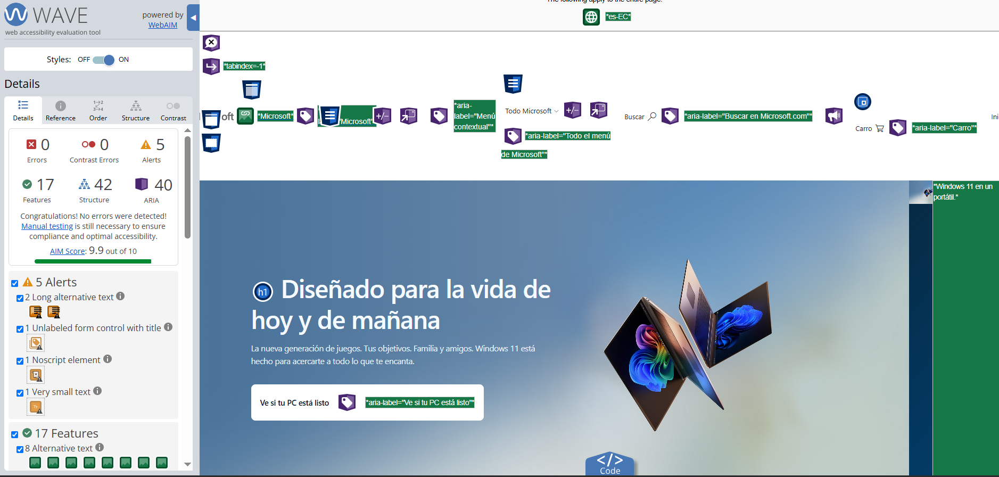 WAVE
powered by
WebAIM
web accessibility evaluation tool
Styles: OFF ON
Details
Details Reference Order Structure Contrast
0 0 5
Errors Contrast Errors Alerts
17 42 40
Features Structure ARIA
Congratulations! No errors were detected!
Manual testing is still necessary to ensure
compliance and optimal accessibility.
AIM Score: 9.9 out of 10
5 Alerts
2 Long alternative text
1 Unlabeled form control with title
1 Noscript element
1 Very small text
17 Features
8 Alternative text
The following apply to the entire page:
*es-EC*
*tabindex=-1*
oft *Microsoft*
"Microsoft"
*aria-
label="Menú
contextual"*
Todo Microsoft
*aria-label="Todo el menú
de Microsoft"*
Buscar *aria-label="Buscar en Microsoft.com"*
Carro *aria-label="Carro"*
Ini
*Windows 11 en un
portátil.*
h1 Diseñado para la vida de
hoy y de mañana
La nueva generación de juegos. Tus objetivos. Familia y amigos. Windows 11 está
hecho para acercarte a todo lo que te encanta.
Ve si tu PC está listo *aria-label="Ve si tu PC está listo"*
</>
Code